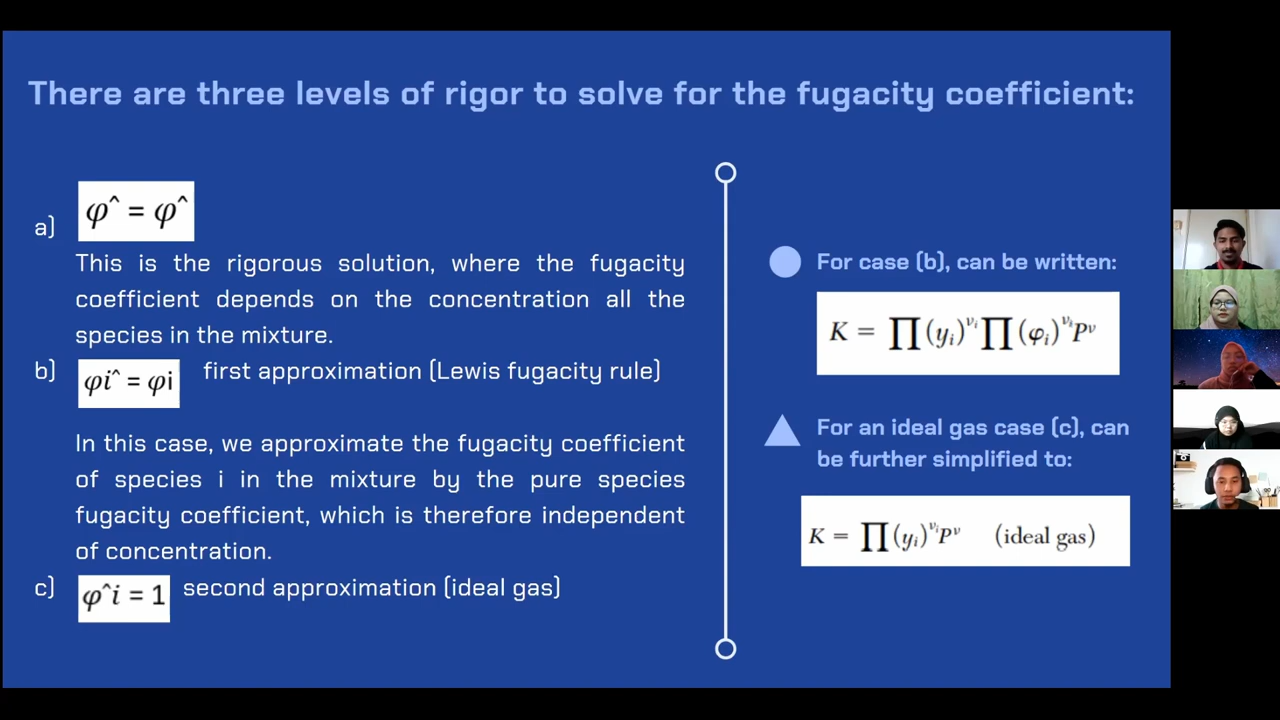 There are three levels of rigor to solve for the fugacity coefficient:
a)
φ^ = φ^
This is the rigorous solution, where the fugacity
coefficient depends on the concentration all the
species in the mixture.
b) φi^ = φi first approximation (Lewis fugacity rule)
In this case, we approximate the fugacity coefficient
of species i in the mixture by the pure species
fugacity coefficient, which is therefore independent
of concentration.
c) φ^i = 1 second approximation (ideal gas)
For case (b), can be written:
K = ∏(yᵢ)^νᵢ ∏(φᵢ)^νᵢ P^ν
For an ideal gas case (c), can
be further simplified to:
K = ∏(yᵢ)^νᵢ P^ν (ideal gas)